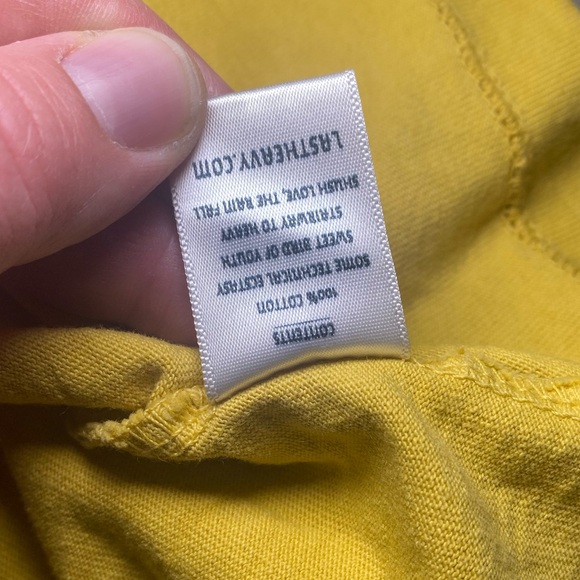 CONTENTS
100% COTTON
SOME TECHNICAL ECSTASY
SWEET BIRD OF YOUTH
STAIRWAY TO HEAVY
SHUSH LOVE, THE RAIN FALL
LASTHEAVY.COM